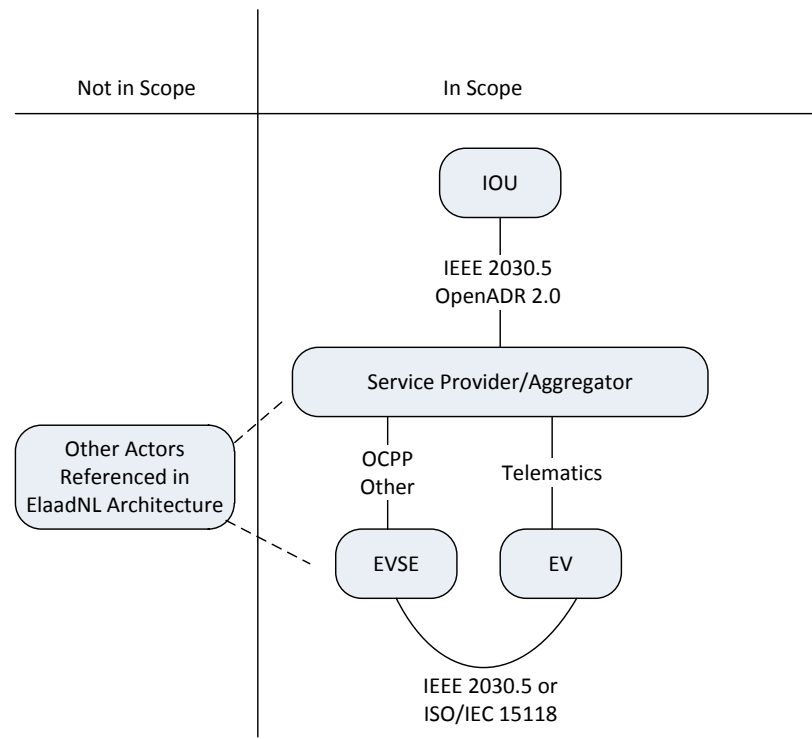 Not in Scope
In Scope
IOU
IEEE 2030.5
OpenADR 2.0
Service Provider/Aggregator
Other Actors
Referenced in
ElaadNL Architecture
OCPP
Other
Telematics
EVSE
EV
IEEE 2030.5 or
ISO/IEC 15118